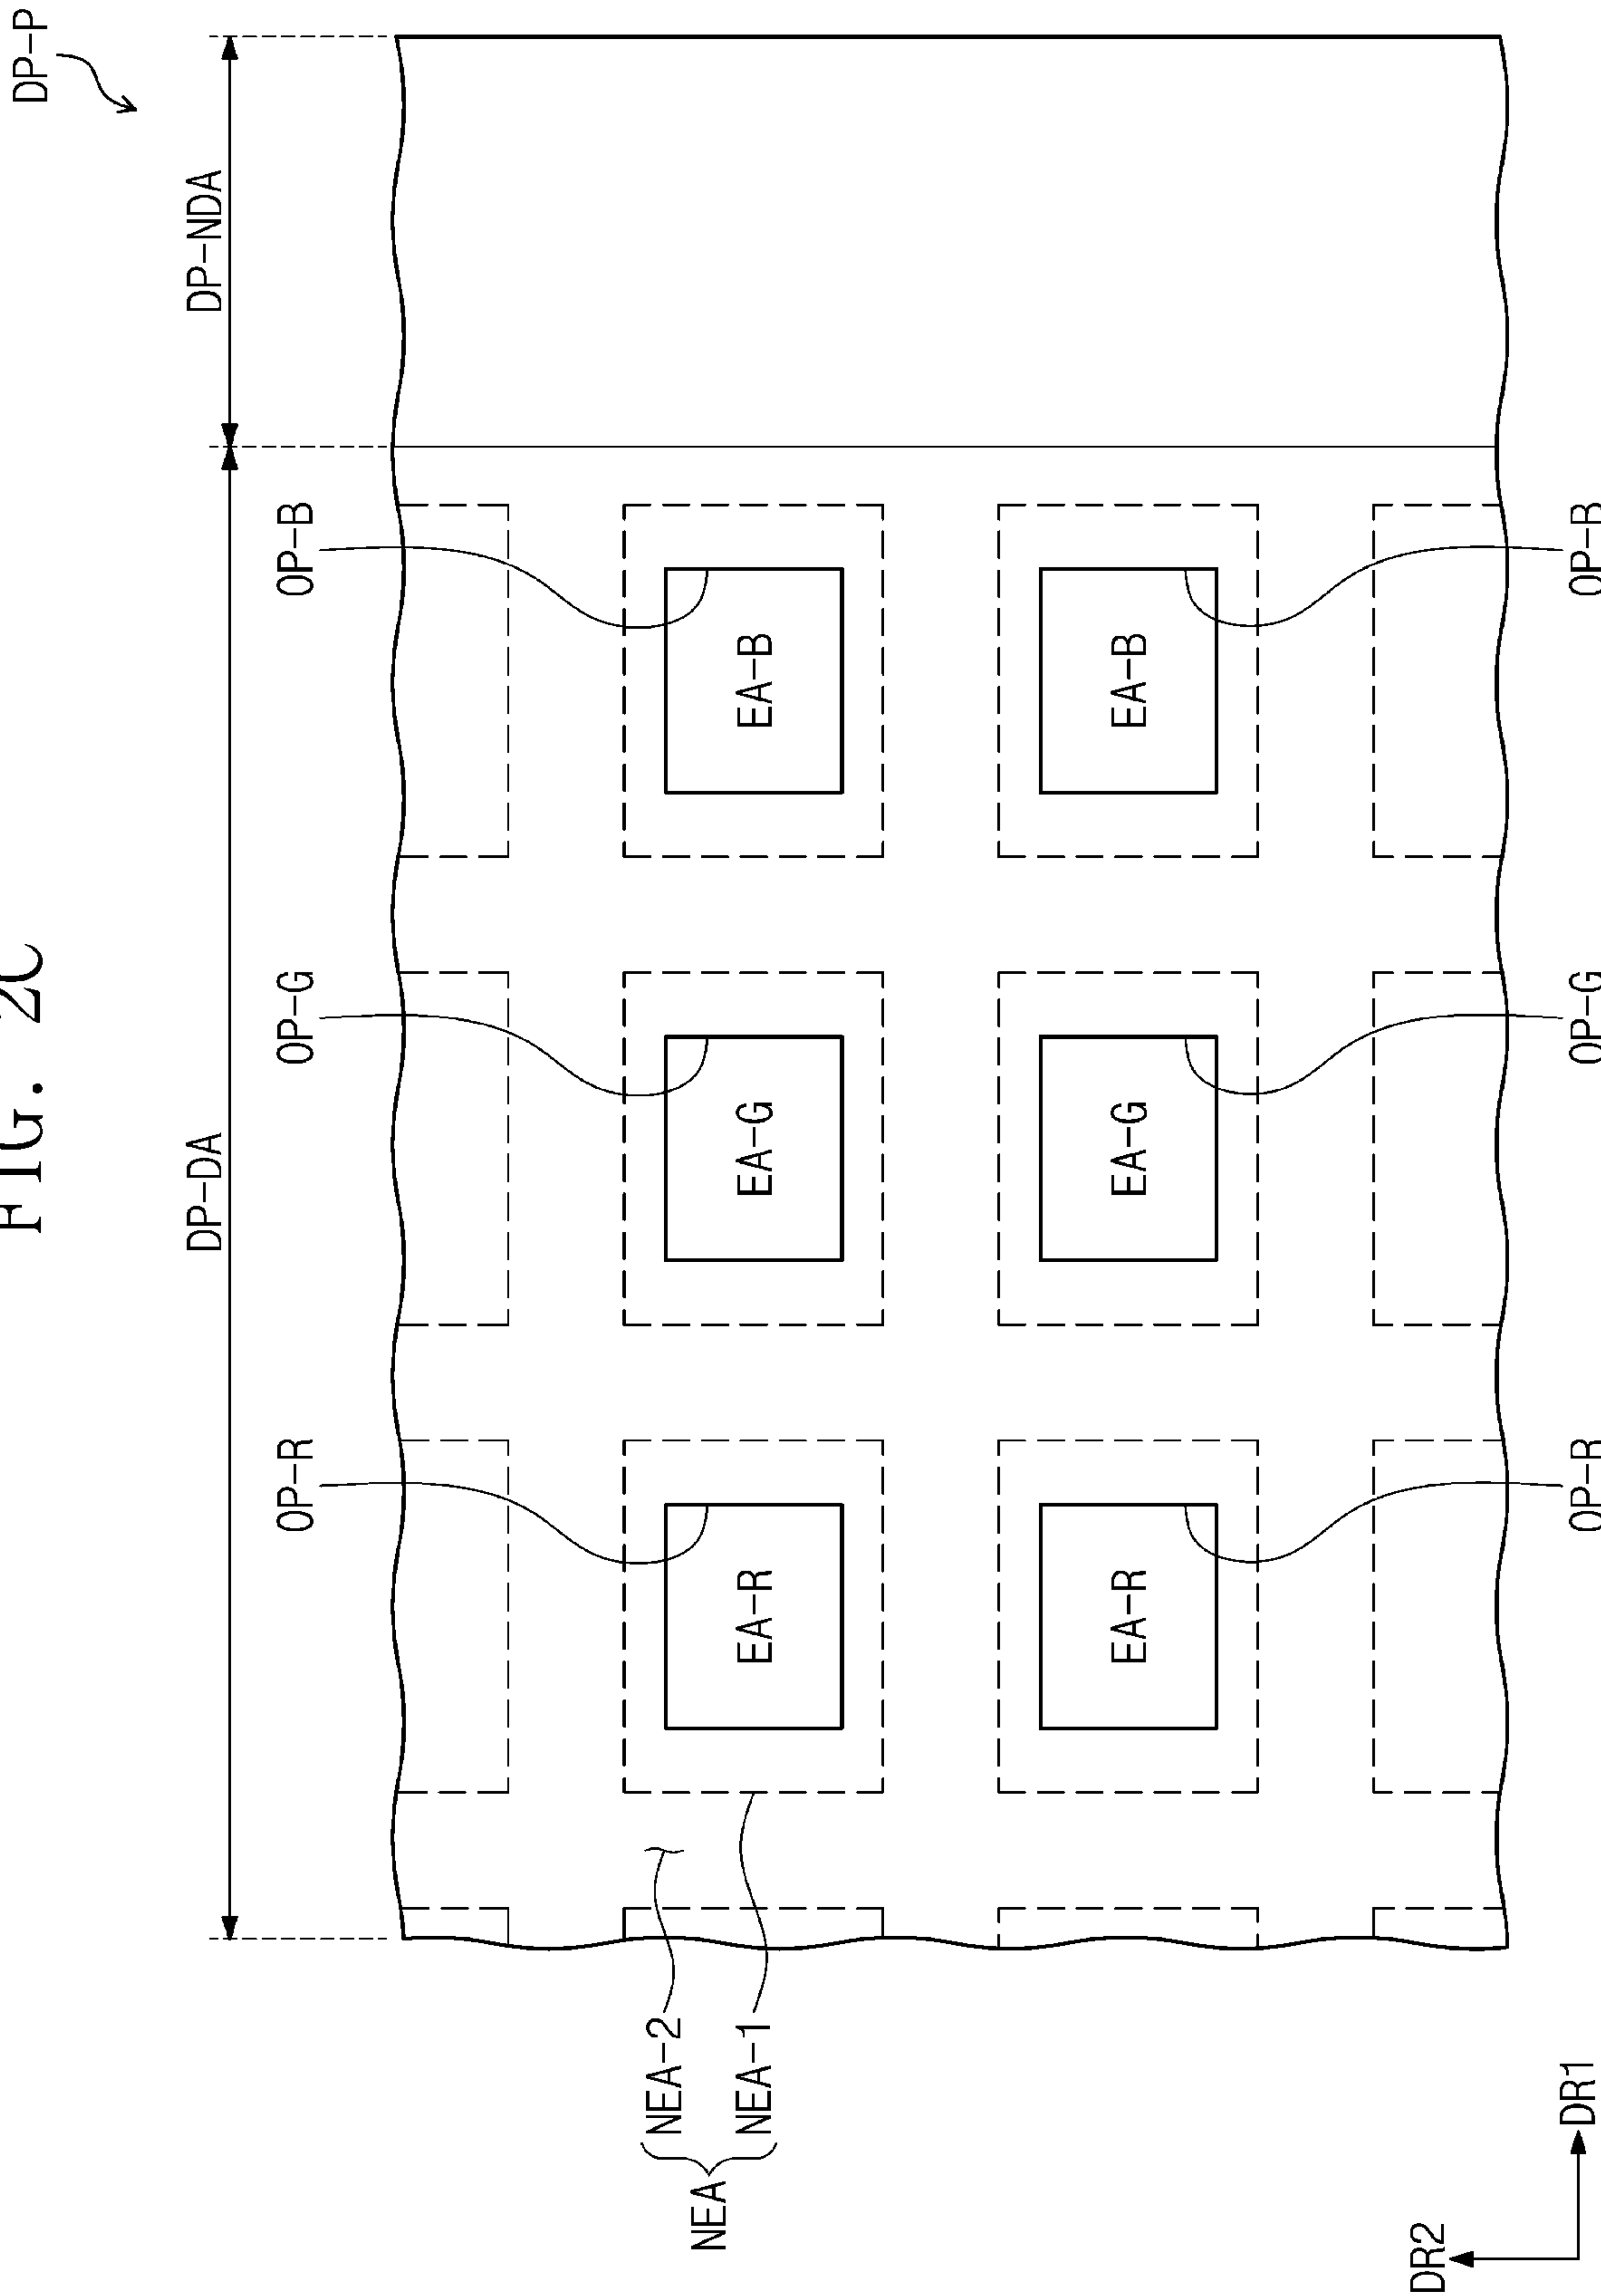 FIG. 2C
DP-P
DP-DA
DP-NDA
OP-R
OP-G
OP-B
NEA-2
NEA
NEA-1
EA-R
EA-G
EA-B
EA-R
EA-G
EA-B
DR2
DR1
OP-R
OP-G
OP-B